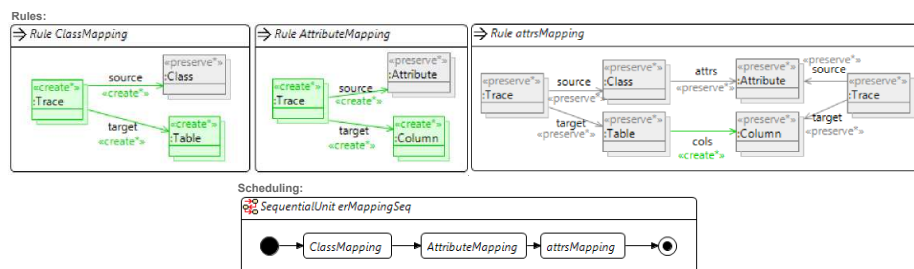 Rules:
Rule ClassMapping
«create*»
:Trace
source
«create*»
«preserve*»
:Class
target
«create*»
«create*»
:Table
Rule AttributeMapping
«create*»
:Trace
source
«create*»
«preserve*»
:Attribute
target
«create*»
«create*»
:Column
Rule attrsMapping
«preserve*»
:Trace
source
«preserve*»
«preserve*»
:Class
attrs
«preserve*»
«preserve*»
:Attribute
«preserve*»
source
«preserve*»
:Trace
target
«preserve*»
«preserve*»
:Table
cols
«create*»
«preserve*»
:Column
target
«preserve*»
Scheduling:
SequentialUnit erMappingSeq
ClassMapping
AttributeMapping
attrsMapping